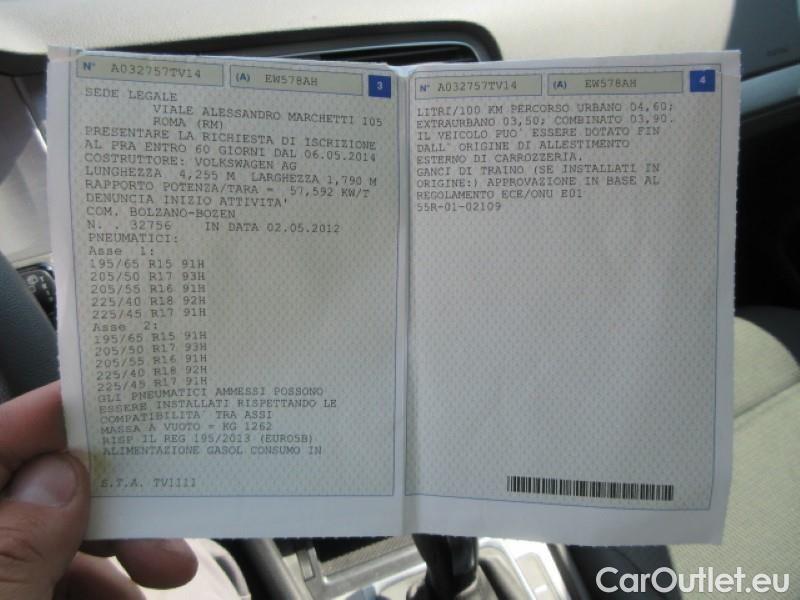 N° A032757TV14 (A) EW578AH 3
SEDE LEGALE
VIALE ALESSANDRO MARCHETTI 105
ROMA (RM)
PRESENTARE LA RICHIESTA DI ISCRIZIONE
AL PRA ENTRO 60 GIORNI DAL 06.05.2014
COSTRUTTORE: VOLKSWAGEN AG
LUNGHEZZA 4,255 M LARGHEZZA 1,790 M
RAPPORTO POTENZA/TARA = 57,592 KW/T
DENUNCIA INIZIO ATTIVITA'
COM. BOLZANO-BOZEN
N. . 32756 IN DATA 02.05.2012
PNEUMATICI:
Asse 1:
195/65 R15 91H
205/50 R17 93H
205/55 R16 91H
225/40 R18 92H
225/45 R17 91H
Asse 2:
195/65 R15 91H
205/50 R17 93H
205/55 R16 91H
225/40 R18 92H
225/45 R17 91H
GLI PNEUMATICI AMMESSI POSSONO
ESSERE INSTALLATI RISPETTANDO LE
COMPATIBILITA' TRA ASSI
MASSA A VUOTO = KG 1262
RISP IL REG 195/2013 (EURO5B)
ALIMENTAZIONE GASOL CONSUMO IN
S.T.A. TV1111
N° A032757TV14 (A) EW578AH 4
LITRI/100 KM PERCORSO URBANO 04,60;
EXTRAURBANO 03,50; COMBINATO 03,90.
IL VEICOLO PUO' ESSERE DOTATO FIN
DALL' ORIGINE DI ALLESTIMENTO
ESTERNO DI CARROZZERIA.
GANCI DI TRAINO (SE INSTALLATI IN
ORIGINE:) APPROVAZIONE IN BASE AL
REGOLAMENTO ECE/ONU E01
55R-01-02109
CarOutlet.eu